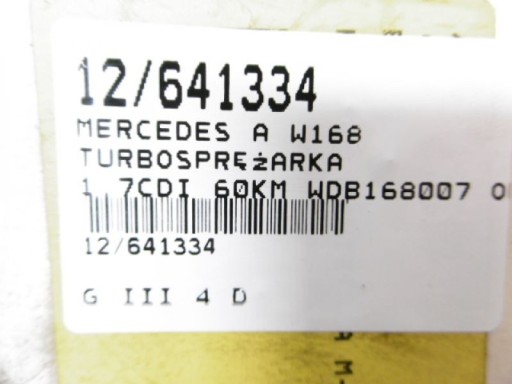 12/641334
MERCEDES A W168
TURBOSPRĘŻARKA
1.7CDI 60KM WDB168007 O
12/641334
G III 4 D